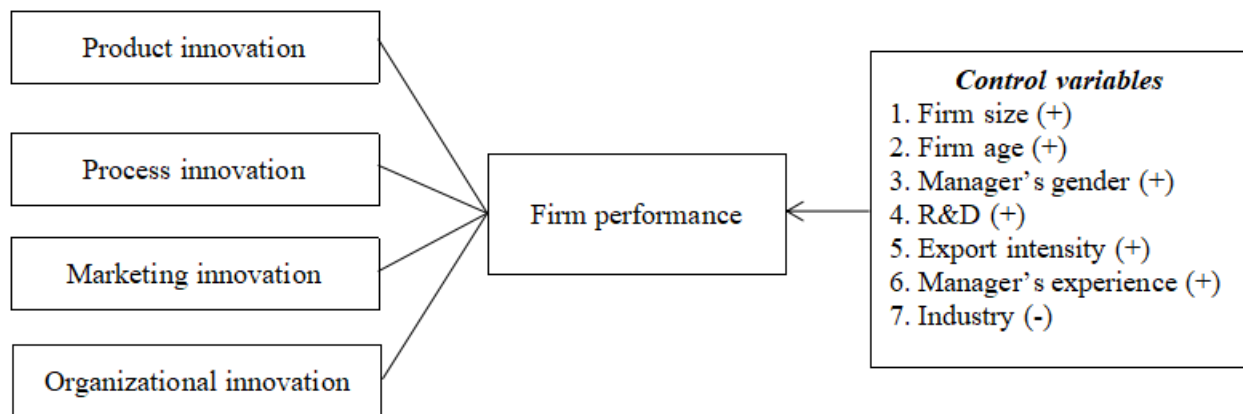 Product innovation
Process innovation
Marketing innovation
Organizational innovation
Firm performance
Control variables
1. Firm size (+)
2. Firm age (+)
3. Manager’s gender (+)
4. R&D (+)
5. Export intensity (+)
6. Manager’s experience (+)
7. Industry (-)